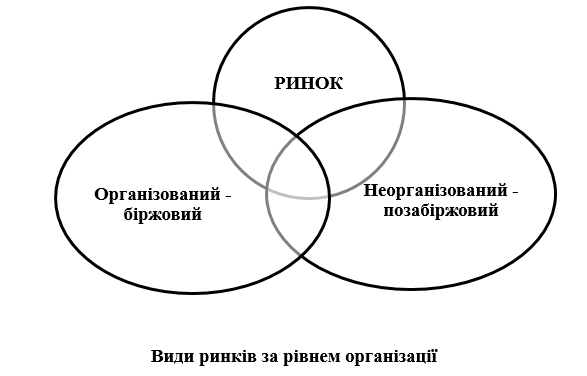 РИНОК
Організований -
біржовий
Неорганізований -
позабіржовий
Види ринків за рівнем організації